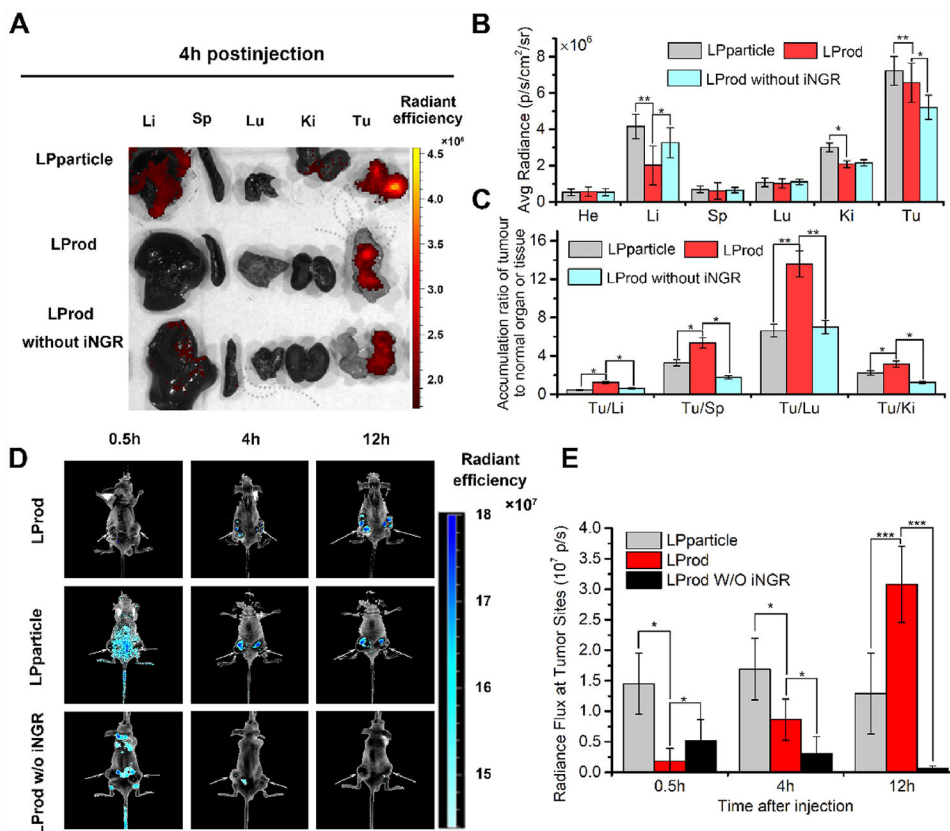 A
4h postinjection
Li Sp Lu Ki Tu
Radiant
efficiency
×10⁶
LPparticle
LProd
LProd
without iNGR
4.5
4.0
3.5
3.0
2.5
2.0
B
Avg Radiance (p/s/cm²/sr)
×10⁶
8
6
4
2
0
LPparticle
LProd
LProd without iNGR
** * * ** *
He Li Sp Lu Ki Tu
C
Accumulation ratio of tumour
to normal organ or tissue
16
12
8
4
0
LPparticle
LProd
LProd without iNGR
* * * * ** ** * *
Tu/Li Tu/Sp Tu/Lu Tu/Ki
D
0.5h 4h 12h
LProd
LPparticle
LProd w/o iNGR
Radiant
efficiency
×10⁷
18
17
16
15
E
Radiance Flux at Tumor Sites (10⁷ p/s)
4.0
3.5
3.0
2.5
2.0
1.5
1.0
0.5
0.0
LPparticle
LProd
LProd W/O iNGR
* * * * *** ***
0.5h 4h 12h
Time after injection